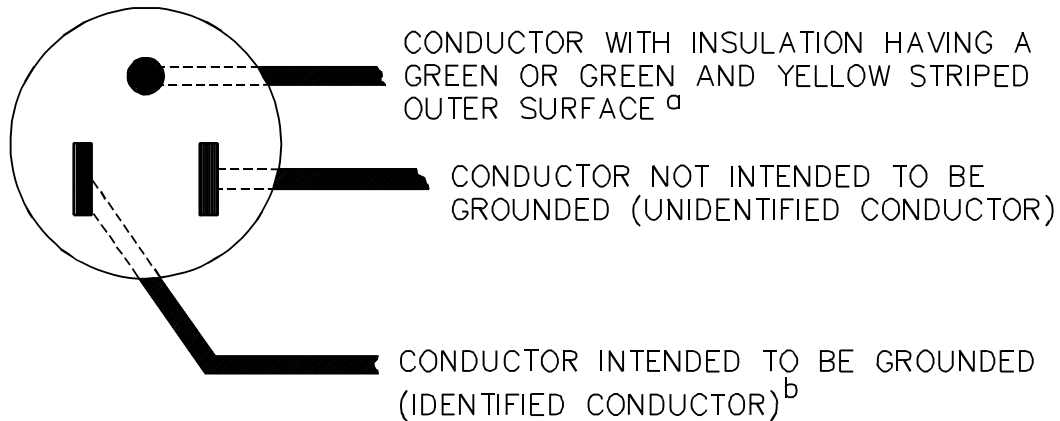 CONDUCTOR WITH INSULATION HAVING A
GREEN OR GREEN AND YELLOW STRIPED
OUTER SURFACE a
CONDUCTOR NOT INTENDED TO BE
GROUNDED (UNIDENTIFIED CONDUCTOR)
CONDUCTOR INTENDED TO BE GROUNDED
(IDENTIFIED CONDUCTOR) b